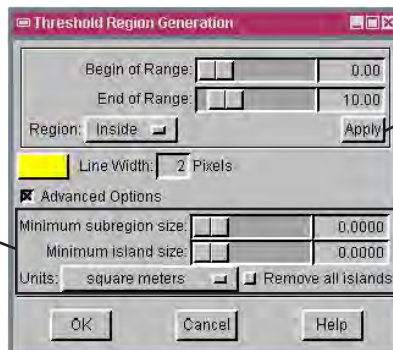 Threshold Region Generation
Begin of Range: 0.00
End of Range: 10.00
Region: Inside Apply
Line Width: 2 Pixels
Advanced Options
Minimum subregion size: 0.0000
Minimum island size: 0.0000
Units: square meters Remove all islands
OK Cancel Help